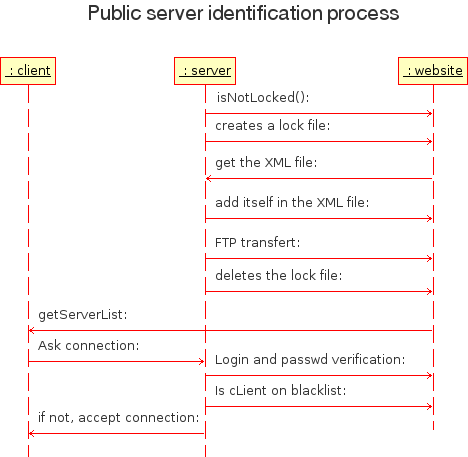 Public server identification process
: client
: server
: website
isNotLocked():
creates a lock file:
get the XML file:
add itself in the XML file:
FTP transfert:
deletes the lock file:
getServerList:
Ask connection:
Login and passwd verification:
Is cLient on blacklist:
if not, accept connection: